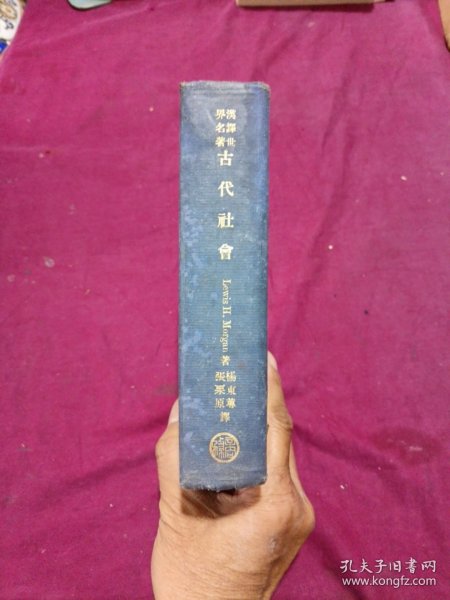 漢譯世
界名著
古代社會
Lewis H. Morgan 著
楊東蓴
張栗原
譯
孔夫子旧书网
www.kongfz.com